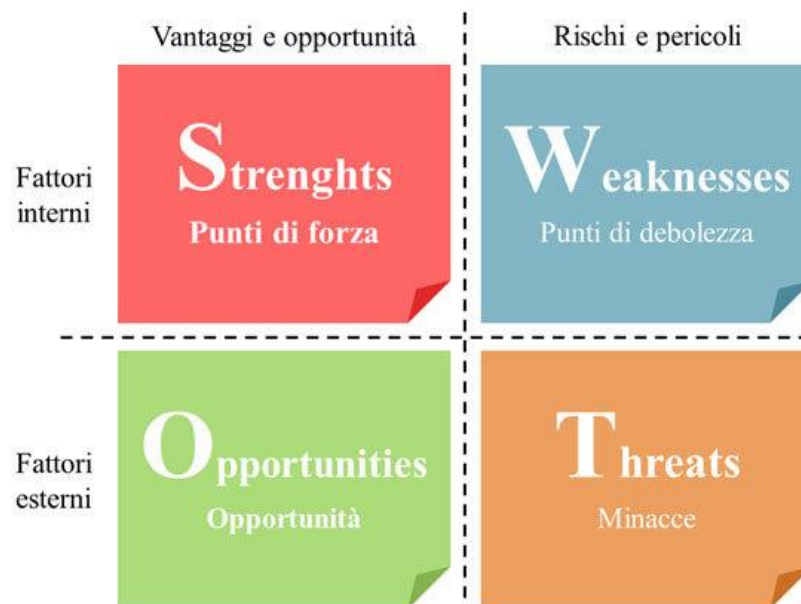 Vantaggi e opportunità
Rischi e pericoli
Fattori
interni
Strenghts
Punti di forza
Weaknesses
Punti di debolezza
Fattori
esterni
Opportunities
Opportunità
Threats
Minacce